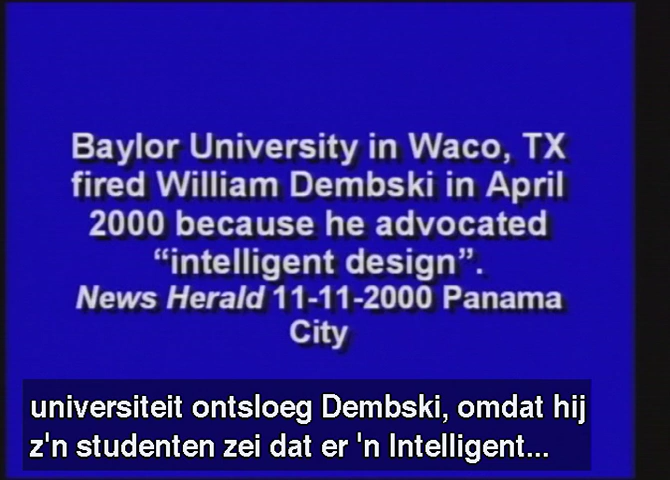 Baylor University in Waco, TX
fired William Dembski in April
2000 because he advocated
“intelligent design”.
News Herald 11-11-2000 Panama
City
universiteit ontsloeg Dembski, omdat hij
z'n studenten zei dat er 'n Intelligent...